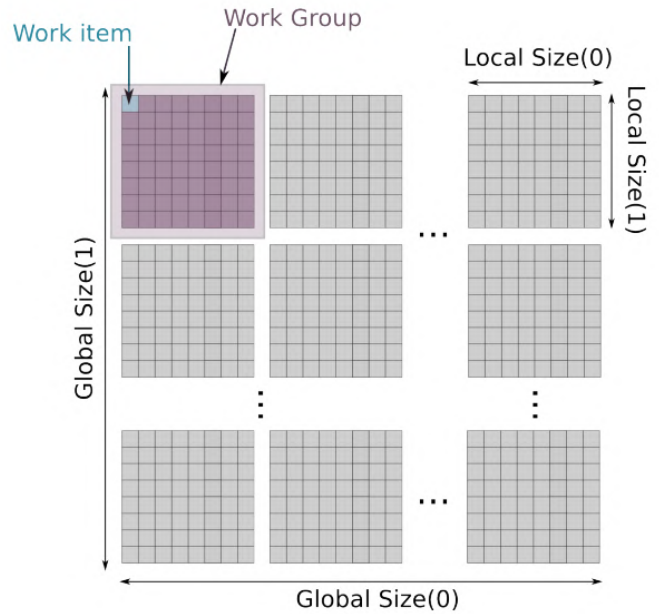 Work Group
Work item
Local Size(0)
Local Size(1)
Global Size(1)
...
...
Global Size(0)